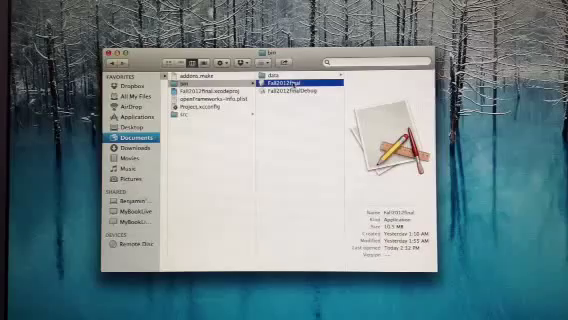 bin
FAVORITES
Dropbox
All My Files
AirDrop
Applications
Desktop
Documents
Downloads
Movies
Music
Pictures
SHARED
Benjamin'
MyBookLive
MyBookLi
DEVICES
Remote Disc
addons.make
bin
Fall2012final.xcodeproj
openFrameworks-Info.plist
Project.xcconfig
src
data
Fall2012final
Fall2012finalDebug
Name Fall2012final
Kind Application
Size 10.5 MB
Created Yesterday 1:10 AM
Modified Yesterday 1:55 AM
Last opened Today 2:32 PM
Version --